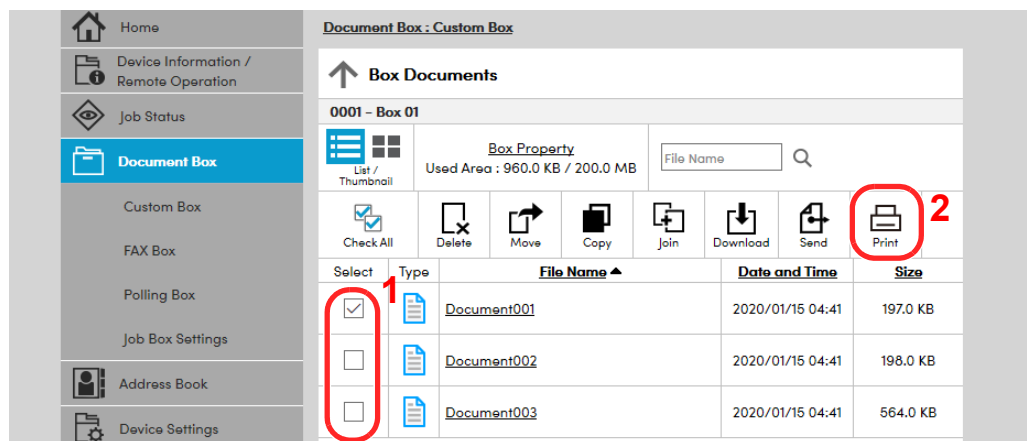 Home
Device Information /
Remote Operation
Job Status
Document Box
Custom Box
FAX Box
Polling Box
Job Box Settings
Address Book
Device Settings
Document Box : Custom Box
Box Documents
0001 - Box 01
List /
Thumbnail
Box Property
Used Area : 960.0 KB / 200.0 MB
File Name
Check All
Delete
Move
Copy
Join
Download
Send
Print
2
Select Type File Name Date and Time Size
1
Document001 2020/01/15 04:41 197.0 KB
Document002 2020/01/15 04:41 198.0 KB
Document003 2020/01/15 04:41 564.0 KB